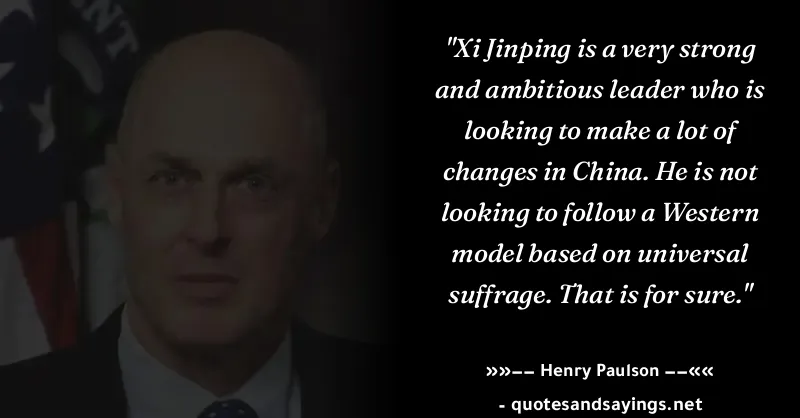 NT
"Xi Jinping is a very strong
and ambitious leader who is
looking to make a lot of
changes in China. He is not
looking to follow a Western
model based on universal
suffrage. That is for sure."
»»-- Henry Paulson --««
- quotesandsayings.net